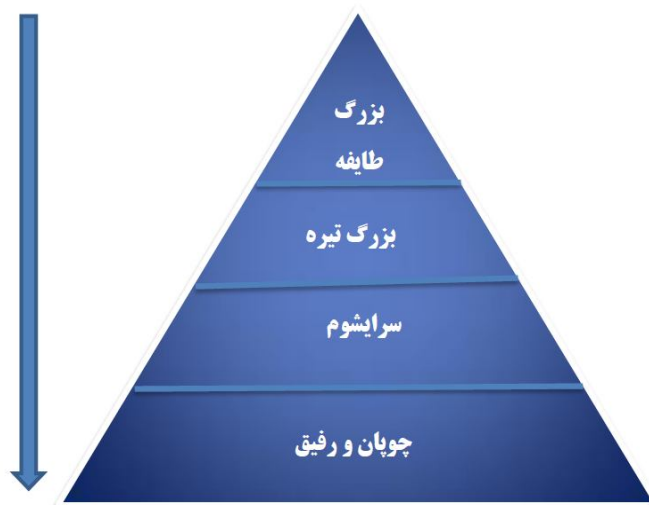 بزرگ
طایفه
بزرگ تیره
سرایشوم
چوپان و رفیق